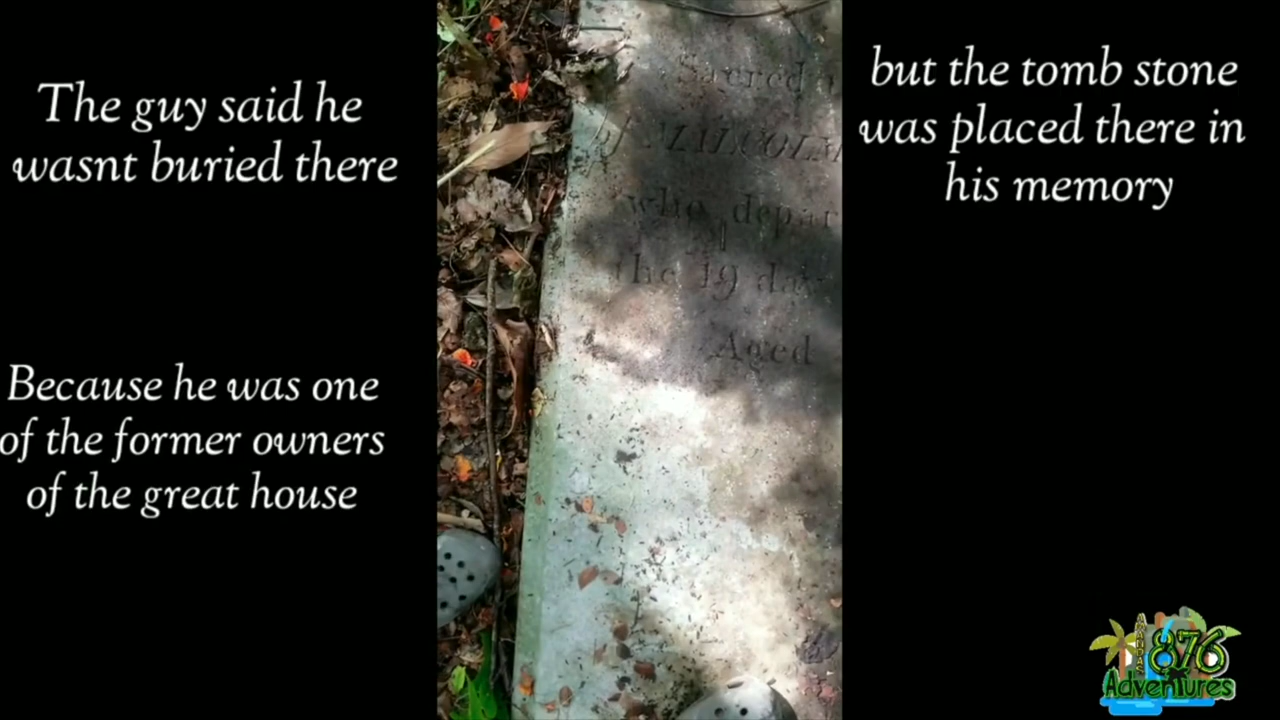 The guy said he
wasnt buried there
Because he was one
of the former owners
of the great house
Sacred
of MALCOLM
who depar
the 19 day
Aged
but the tomb stone
was placed there in
his memory
876
Adventures